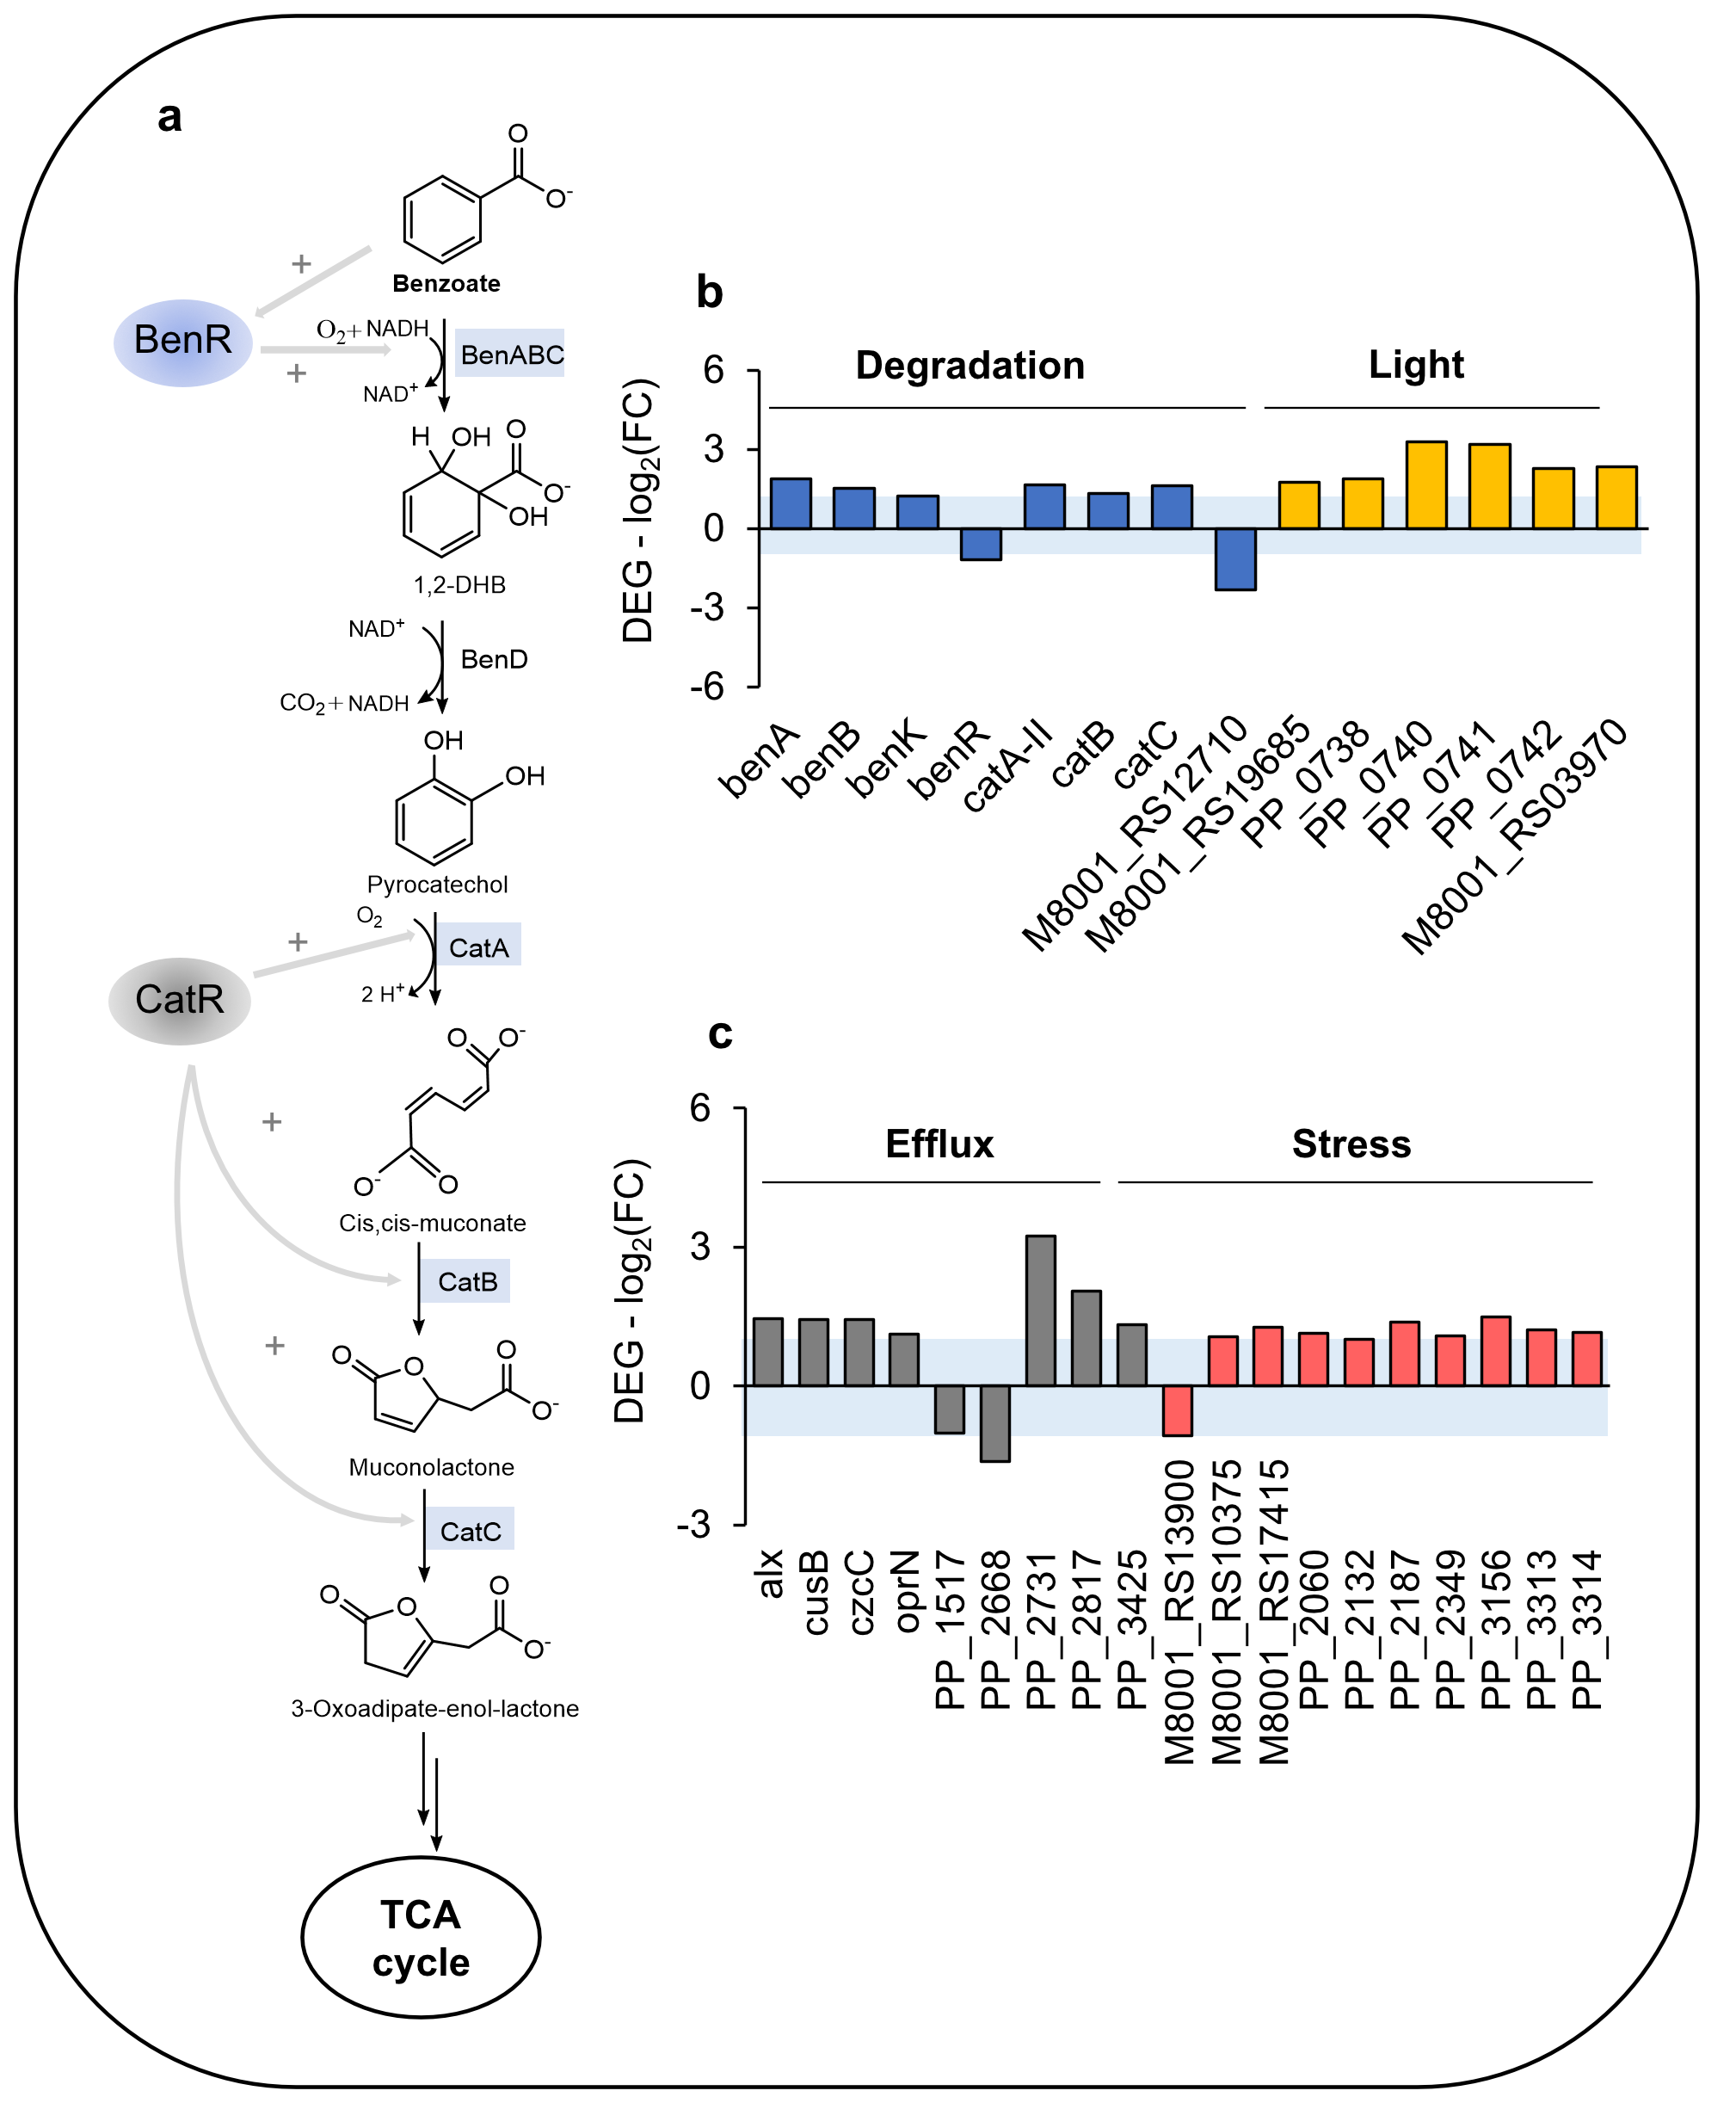 a
O
O-
Benzoate
+
BenR
+
O2+ NADH
BenABC
NAD+
H
OH
O
O-
OH
1,2-DHB
NAD+
BenD
CO2+ NADH
OH
OH
Pyrocatechol
O2
+
CatA
CatR
2 H+
O
O-
O-
O
+
Cis,cis-muconate
CatB
+
O
O
O
O-
Muconolactone
CatC
O
O
O
O-
3-Oxoadipate-enol-lactone
TCA
cycle
b
DEG - log2(FC)
6
3
0
-3
-6
Degradation
Light
benA
benB
benK
benR
catA-II
catB
catC
M8001_RS12710
M8001_RS19685
PP_0738
PP_0740
PP_0741
PP_0742
M8001_RS03970
c
DEG - log2(FC)
6
3
0
-3
Efflux
Stress
alx
cusB
czcC
oprN
PP_1517
PP_2668
PP_2731
PP_2817
PP_3425
M8001_RS13900
M8001_RS10375
M8001_RS17415
PP_2060
PP_2132
PP_2187
PP_2349
PP_3156
PP_3313
PP_3314